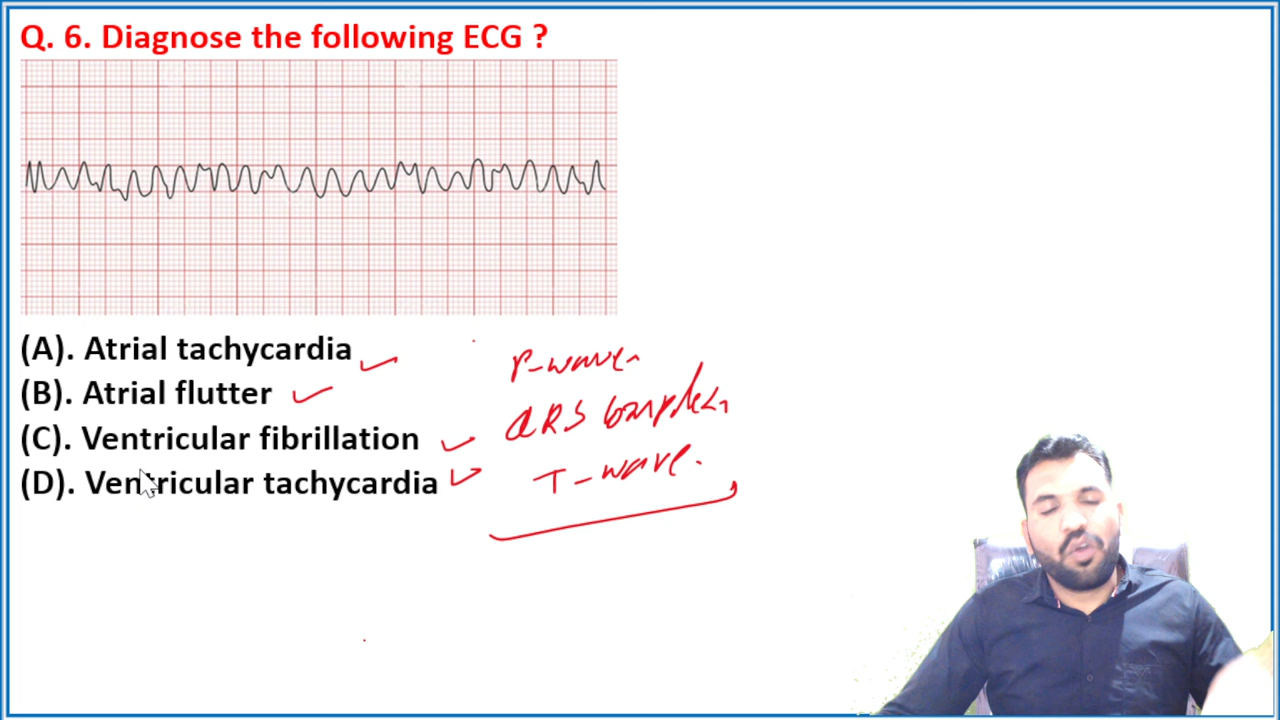 Q. 6. Diagnose the following ECG ?
(A). Atrial tachycardia
(B). Atrial flutter
(C). Ventricular fibrillation
(D). Ventricular tachycardia
P-wave
QRS Complex
T-wave.